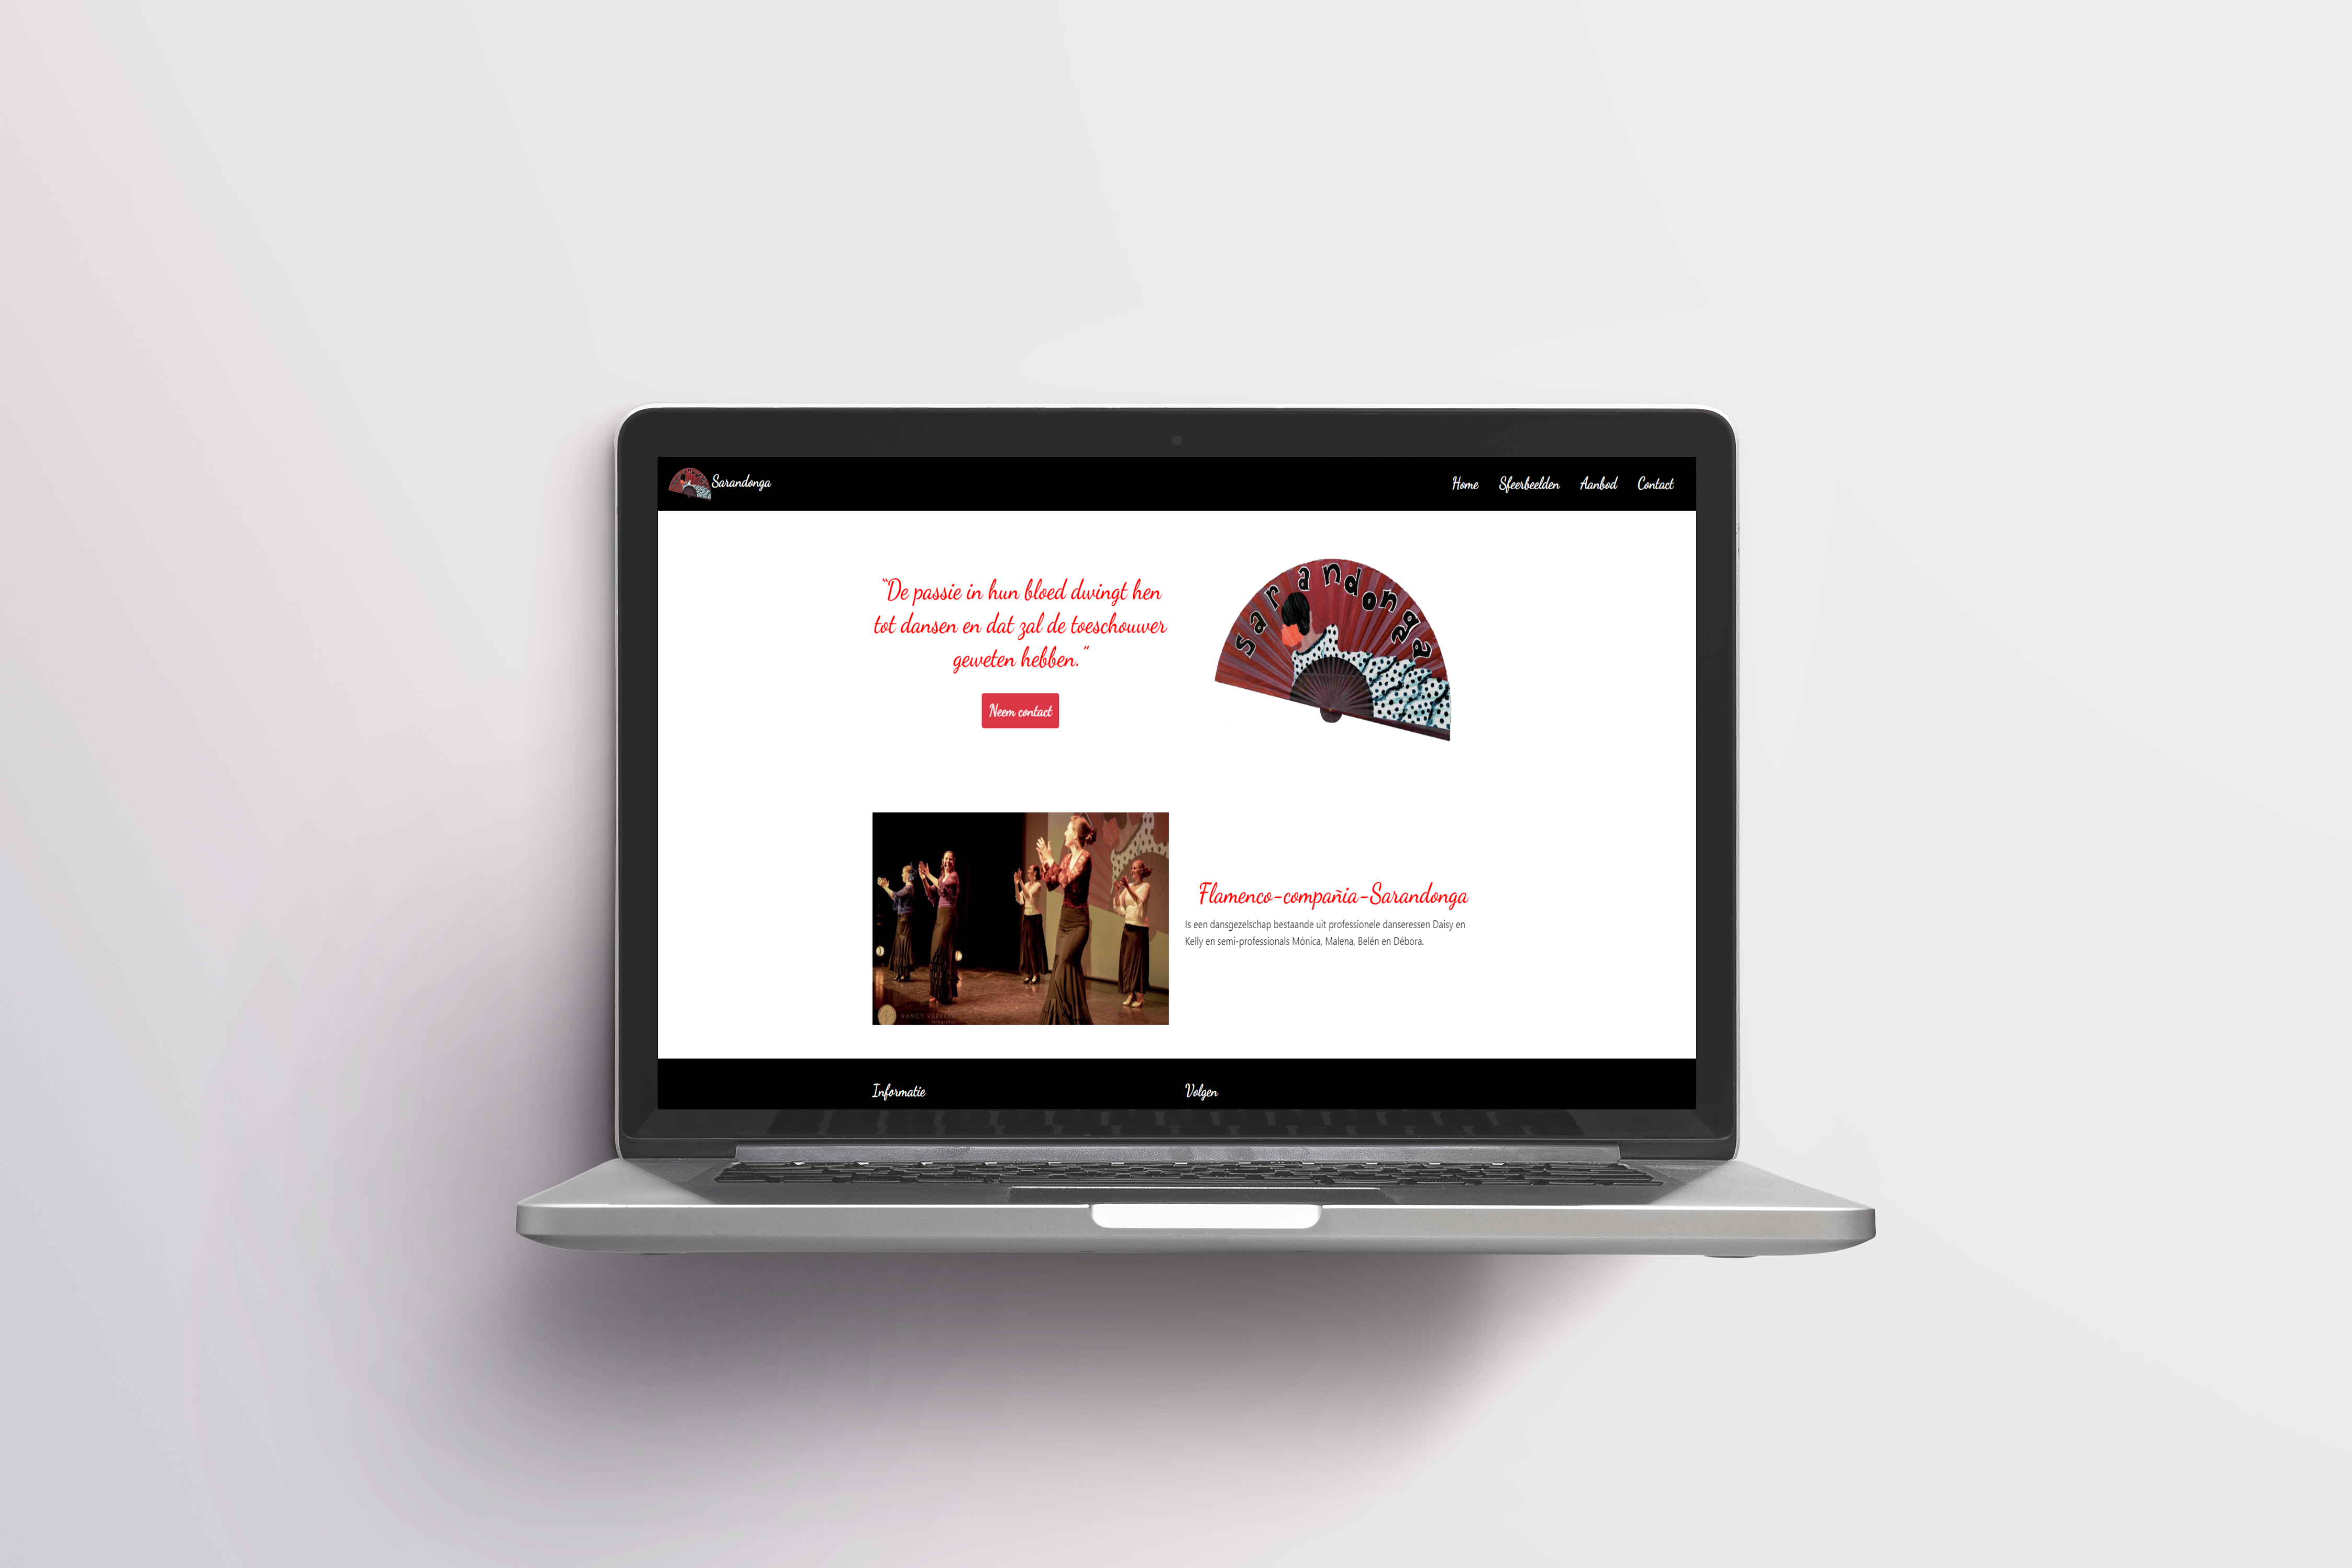 Sarandonga
Home Sfeerbeelden Aanbod Contact
“De passie in hun bloed dwingt hen
tot dansen en dat zal de toeschouwer
geweten hebben.”
Neem contact
Sarandonga
Flamenco-compañia-Sarandonga
Is een dansgezelschap bestaande uit professionele danseressen Daisy en
Kelly en semi-professionals Mónica, Malena, Belén en Débora.
NANCY
Informatie
Volgen